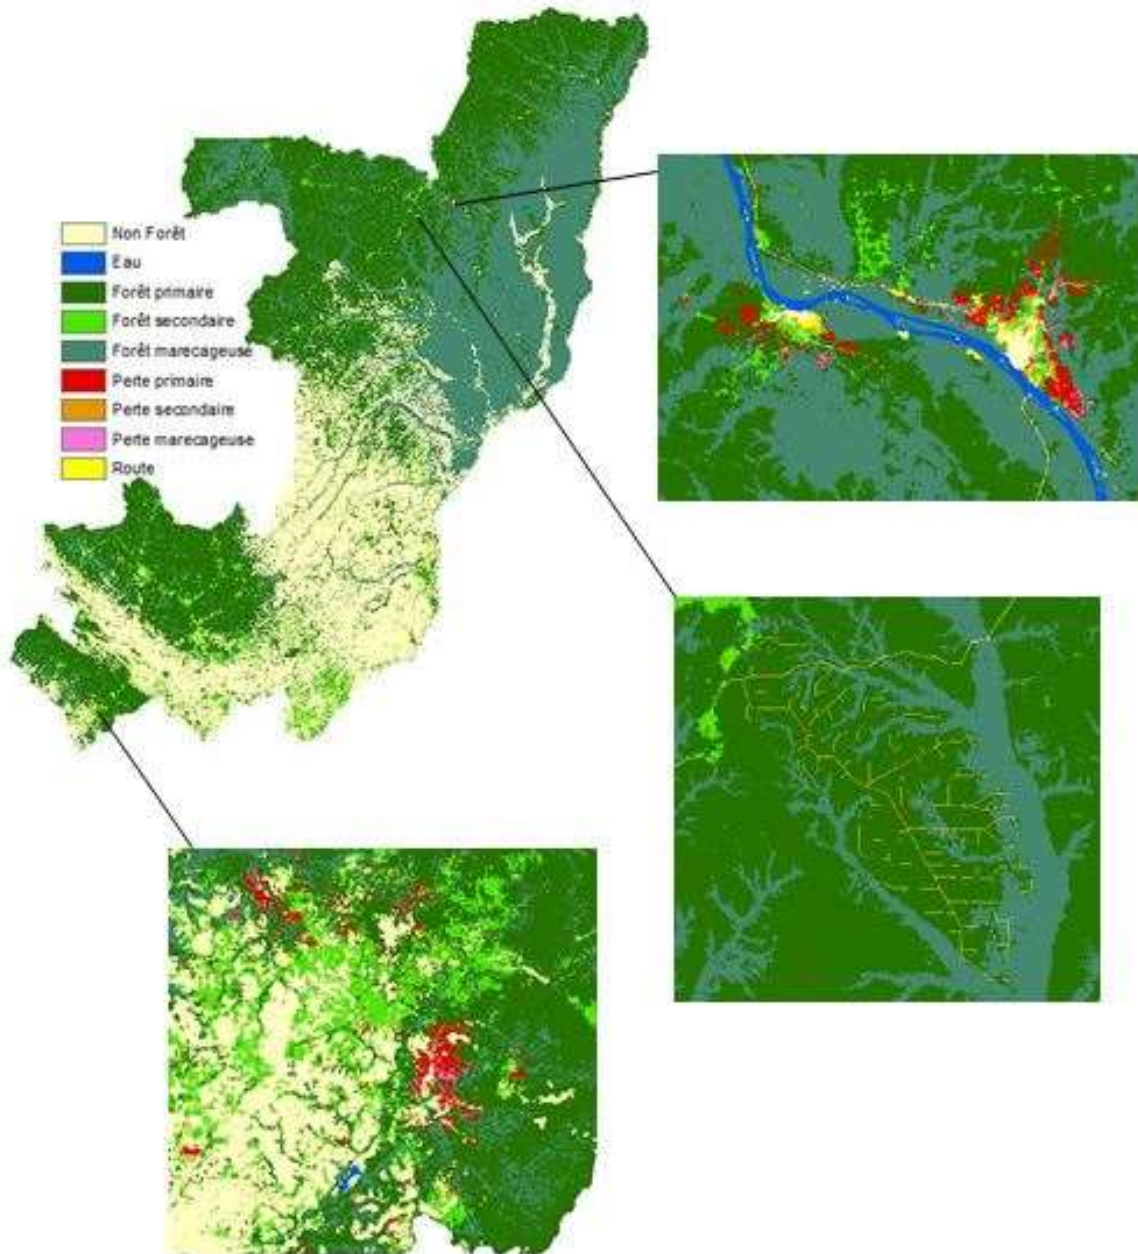 Non Forêt
Eau
Forêt primaire
Forêt secondaire
Forêt marecageuse
Perte primaire
Perte secondaire
Perte marecageuse
Route